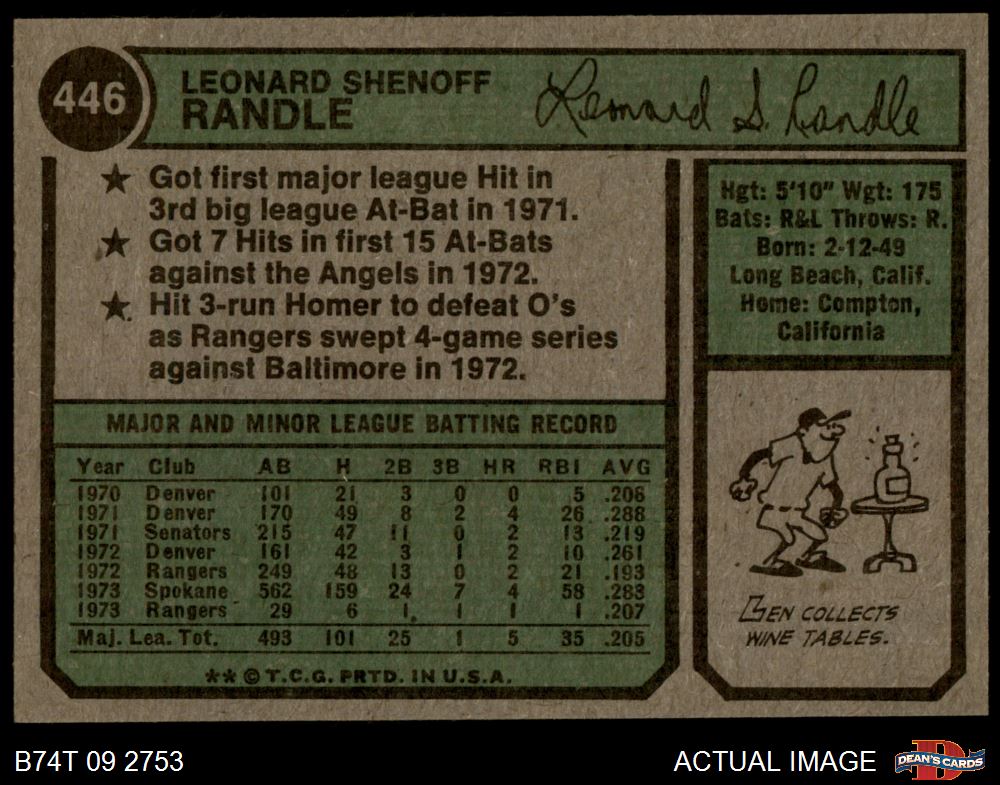 446
LEONARD SHENOFF
RANDLE
Leonard S. Randle
★ Got first major league Hit in
3rd big league At-Bat in 1971.
★ Got 7 Hits in first 15 At-Bats
against the Angels in 1972.
★ Hit 3-run Homer to defeat O's
as Rangers swept 4-game series
against Baltimore in 1972.
Hgt: 5'10" Wgt: 175
Bats: R&L Throws: R.
Born: 2-12-49
Long Beach, Calif.
Home: Compton,
California
MAJOR AND MINOR LEAGUE BATTING RECORD
Year Club AB H 2B 3B HR RBI AVG
1970 Denver 101 21 3 0 0 5 .208
1971 Denver 170 49 8 2 4 26 .288
1971 Senators 215 47 11 0 2 13 .219
1972 Denver 161 42 3 1 2 10 .261
1972 Rangers 249 48 13 0 2 21 .193
1973 Spokane 562 159 24 7 4 58 .283
1973 Rangers 29 6 1 1 1 1 .207
Maj. Lea. Tot. 493 101 25 1 5 35 .205
** © T.C.G. PRTD. IN U.S.A.
BEN COLLECTS
WINE TABLES.
B74T 09 2753
ACTUAL IMAGE
DEAN'S CARDS